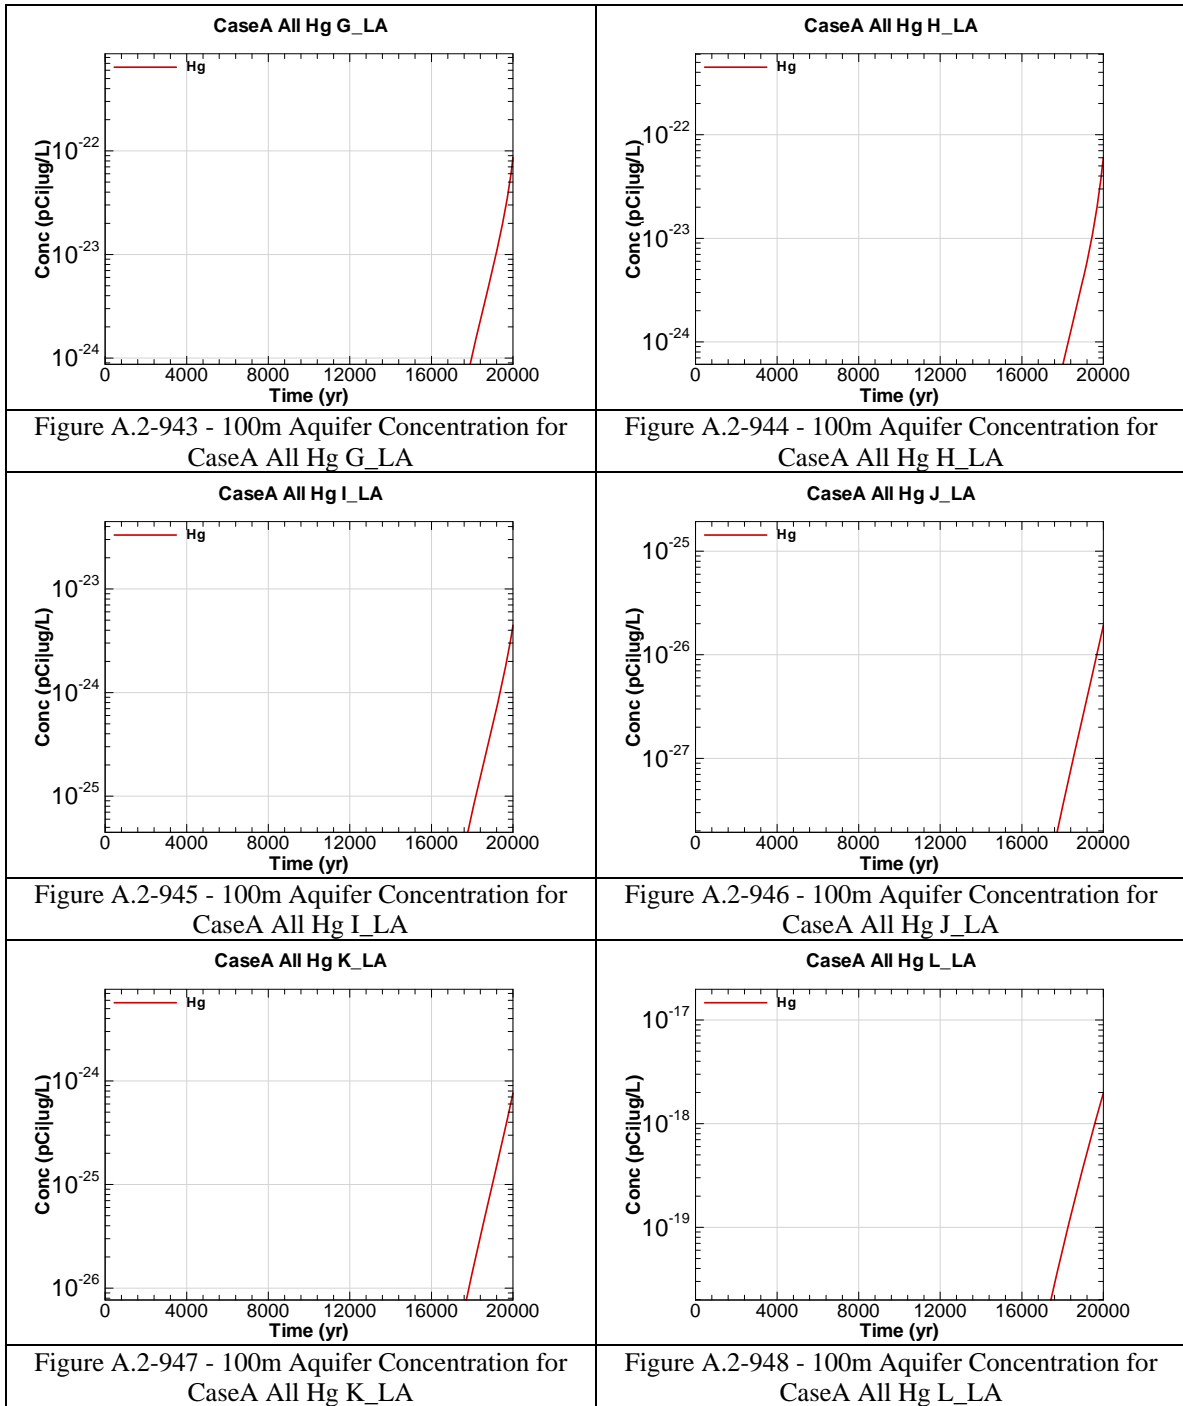 CaseA All Hg G_LA
Hg
Conc (pCi|ug/L)
10-22
10-23
10-24
0 4000 8000 12000 16000 20000
Time (yr)
Figure A.2-943 - 100m Aquifer Concentration for
CaseA All Hg G_LA
CaseA All Hg H_LA
Hg
Conc (pCi|ug/L)
10-22
10-23
10-24
0 4000 8000 12000 16000 20000
Time (yr)
Figure A.2-944 - 100m Aquifer Concentration for
CaseA All Hg H_LA
CaseA All Hg I_LA
Hg
Conc (pCi|ug/L)
10-23
10-24
10-25
0 4000 8000 12000 16000 20000
Time (yr)
Figure A.2-945 - 100m Aquifer Concentration for
CaseA All Hg I_LA
CaseA All Hg J_LA
Hg
Conc (pCi|ug/L)
10-25
10-26
10-27
0 4000 8000 12000 16000 20000
Time (yr)
Figure A.2-946 - 100m Aquifer Concentration for
CaseA All Hg J_LA
CaseA All Hg K_LA
Hg
Conc (pCi|ug/L)
10-24
10-25
10-26
0 4000 8000 12000 16000 20000
Time (yr)
Figure A.2-947 - 100m Aquifer Concentration for
CaseA All Hg K_LA
CaseA All Hg L_LA
Hg
Conc (pCi|ug/L)
10-17
10-18
10-19
0 4000 8000 12000 16000 20000
Time (yr)
Figure A.2-948 - 100m Aquifer Concentration for
CaseA All Hg L_LA